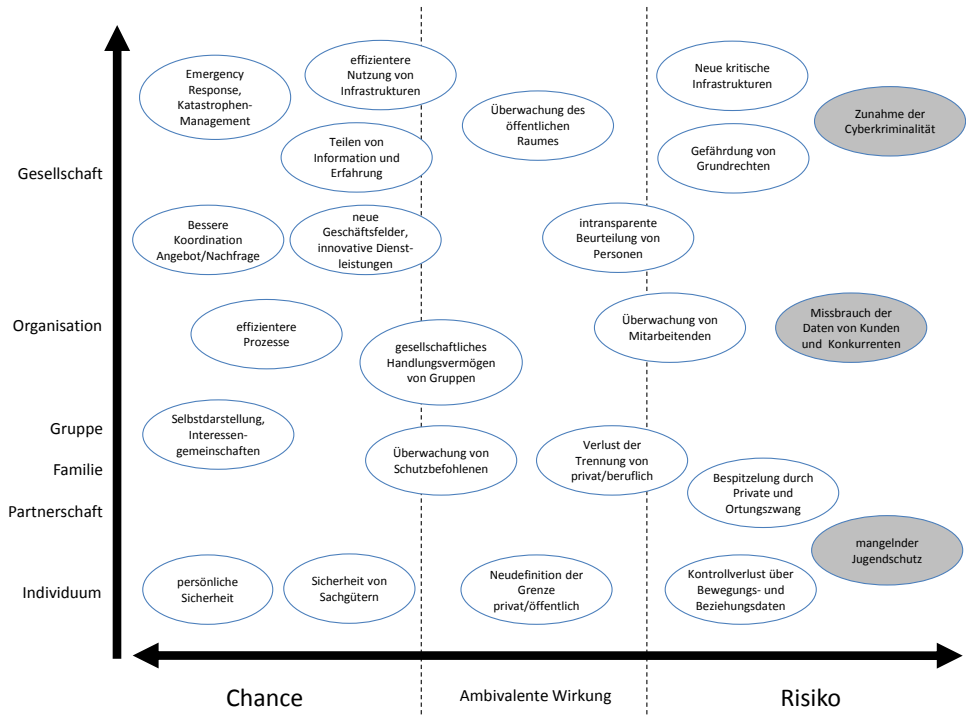 Emergency
Response,
Katastrophen-
Management
effizientere
Nutzung von
Infrastrukturen
Überwachung des
öffentlichen
Raumes
Neue kritische
Infrastrukturen
Zunahme der
Cyberkriminalität
Teilen von
Information und
Erfahrung
Gefährdung von
Grundrechten
Gesellschaft
Bessere
Koordination
Angebot/Nachfrage
neue
Geschäftsfelder,
innovative Dienst-
leistungen
intransparente
Beurteilung von
Personen
Organisation
effizientere
Prozesse
gesellschaftliches
Handlungsvermögen
von Gruppen
Überwachung von
Mitarbeitenden
Missbrauch der
Daten von Kunden
und Konkurrenten
Gruppe
Familie
Partnerschaft
Selbstdarstellung,
Interessen-
gemeinschaften
Überwachung von
Schutzbefohlenen
Verlust der
Trennung von
privat/beruflich
Bespitzelung durch
Private und
Ortungszwang
mangelnder
Jugendschutz
Individuum
persönliche
Sicherheit
Sicherheit von
Sachgütern
Neudefinition der
Grenze
privat/öffentlich
Kontrollverlust über
Bewegungs- und
Beziehungsdaten
Chance
Ambivalente Wirkung
Risiko